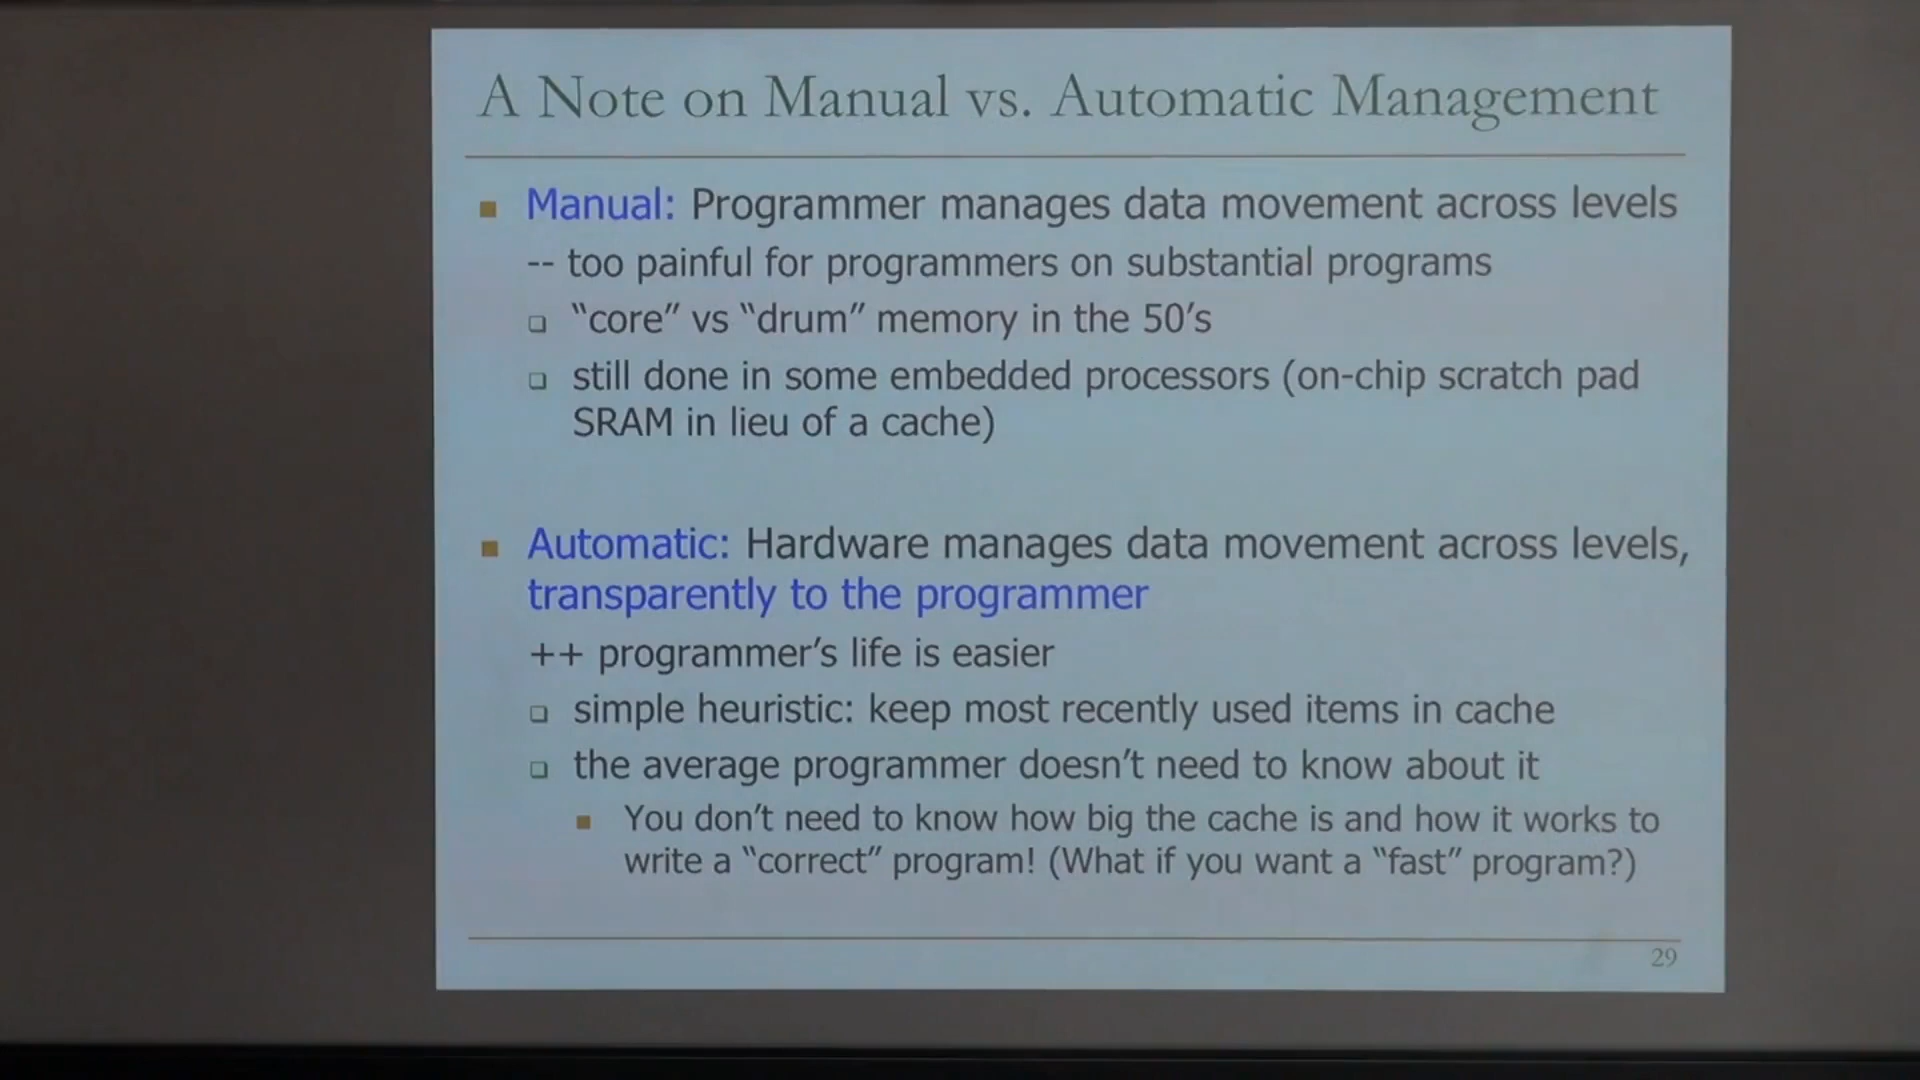 A Note on Manual vs. Automatic Management
Manual: Programmer manages data movement across levels
-- too painful for programmers on substantial programs
“core” vs “drum” memory in the 50’s
still done in some embedded processors (on-chip scratch pad
SRAM in lieu of a cache)
Automatic: Hardware manages data movement across levels,
transparently to the programmer
++ programmer’s life is easier
simple heuristic: keep most recently used items in cache
the average programmer doesn’t need to know about it
You don’t need to know how big the cache is and how it works to
write a “correct” program! (What if you want a “fast” program?)
29